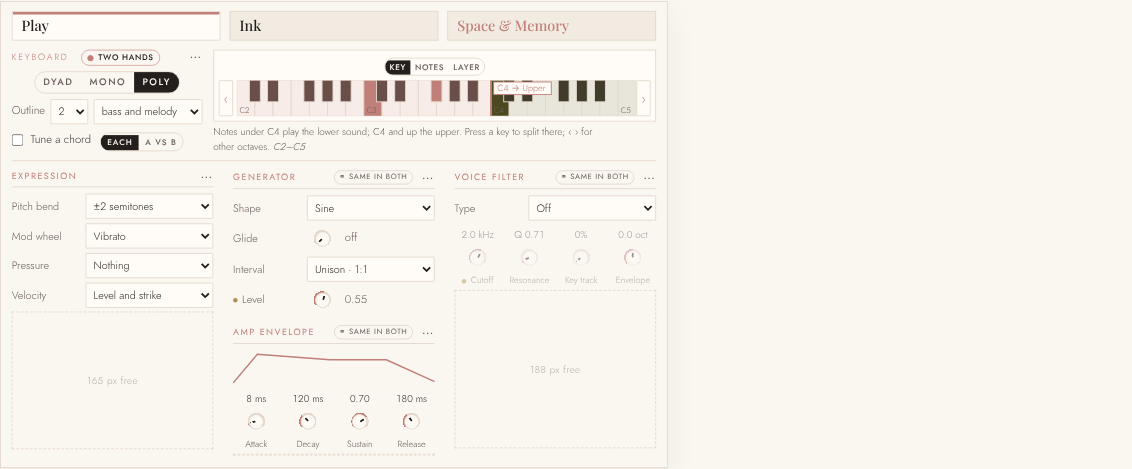 Play
Ink
Space & Memory
KEYBOARD
TWO HANDS
...
DYAD MONO POLY
Outline 2 bass and melody
Tune a chord EACH A VS B
KEY NOTES LAYER
C4 → Upper
C2 C3 C4 C5
Notes under C4 play the lower sound; C4 and up the upper. Press a key to split there; ‹ › for
other octaves. C2–C5
EXPRESSION ...
Pitch bend ±2 semitones
Mod wheel Vibrato
Pressure Nothing
Velocity Level and strike
165 px free
GENERATOR = SAME IN BOTH ...
Shape Sine
Glide off
Interval Unison · 1:1
Level 0.55
AMP ENVELOPE = SAME IN BOTH ...
8 ms 120 ms 0.70 180 ms
Attack Decay Sustain Release
VOICE FILTER = SAME IN BOTH ...
Type Off
2.0 kHz Q 0.71 0% 0.0 oct
Cutoff Resonance Key track Envelope
188 px free